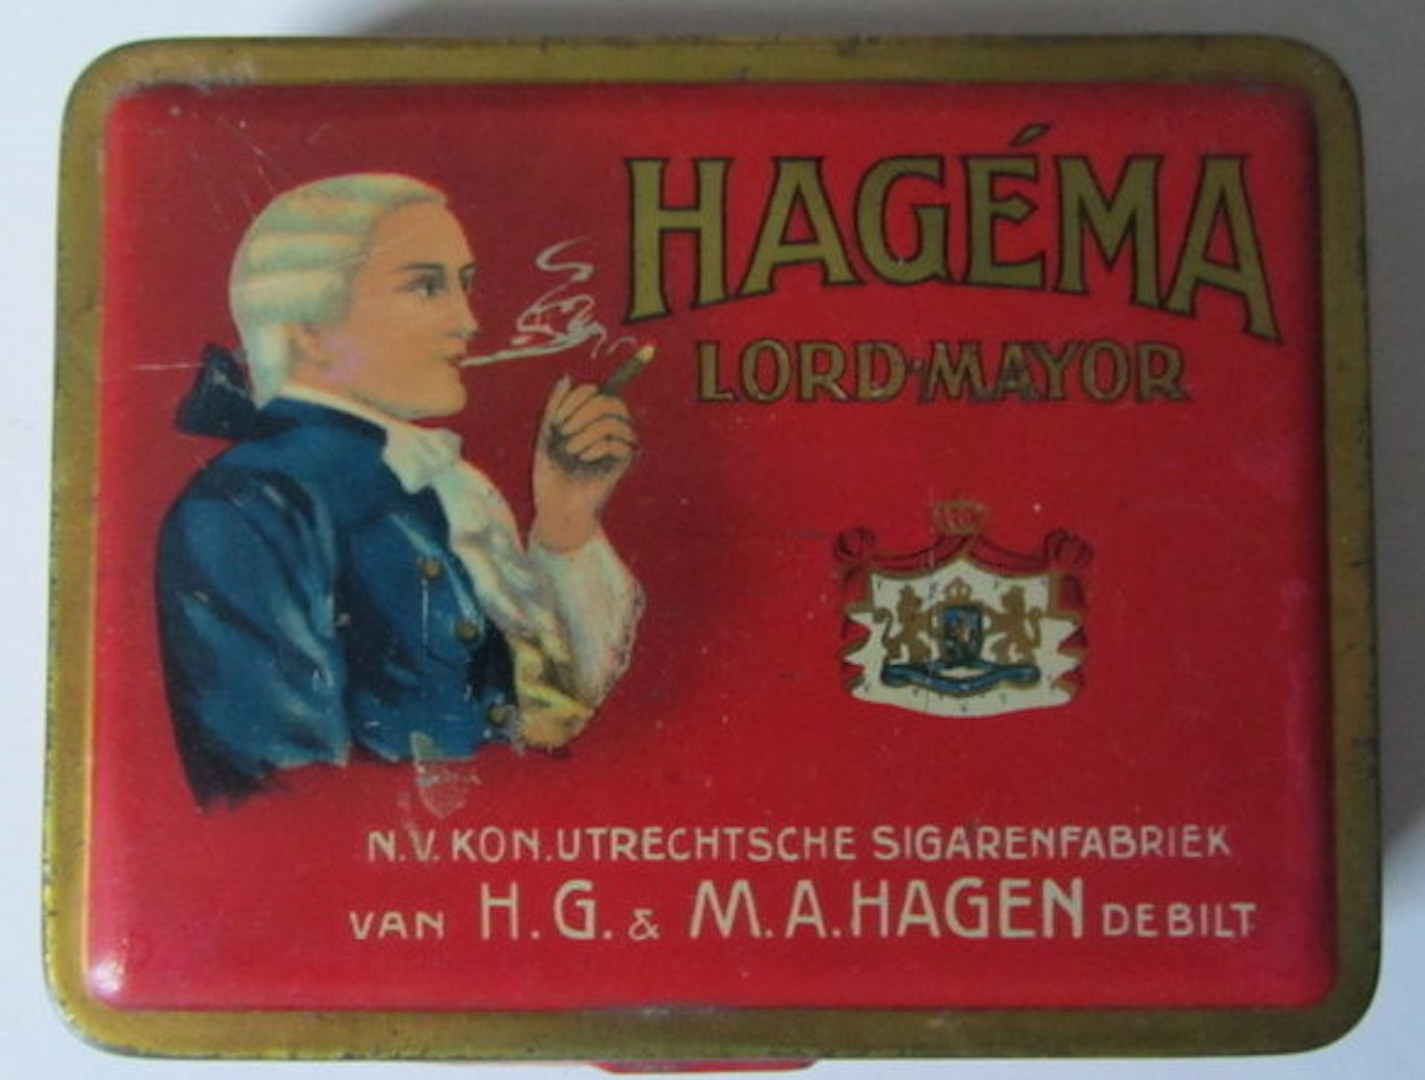 HAGÉMA
LORD-MAYOR
N.V. KON. UTRECHTSCHE SIGARENFABRIEK
VAN H.G. & M.A. HAGEN DE BILT